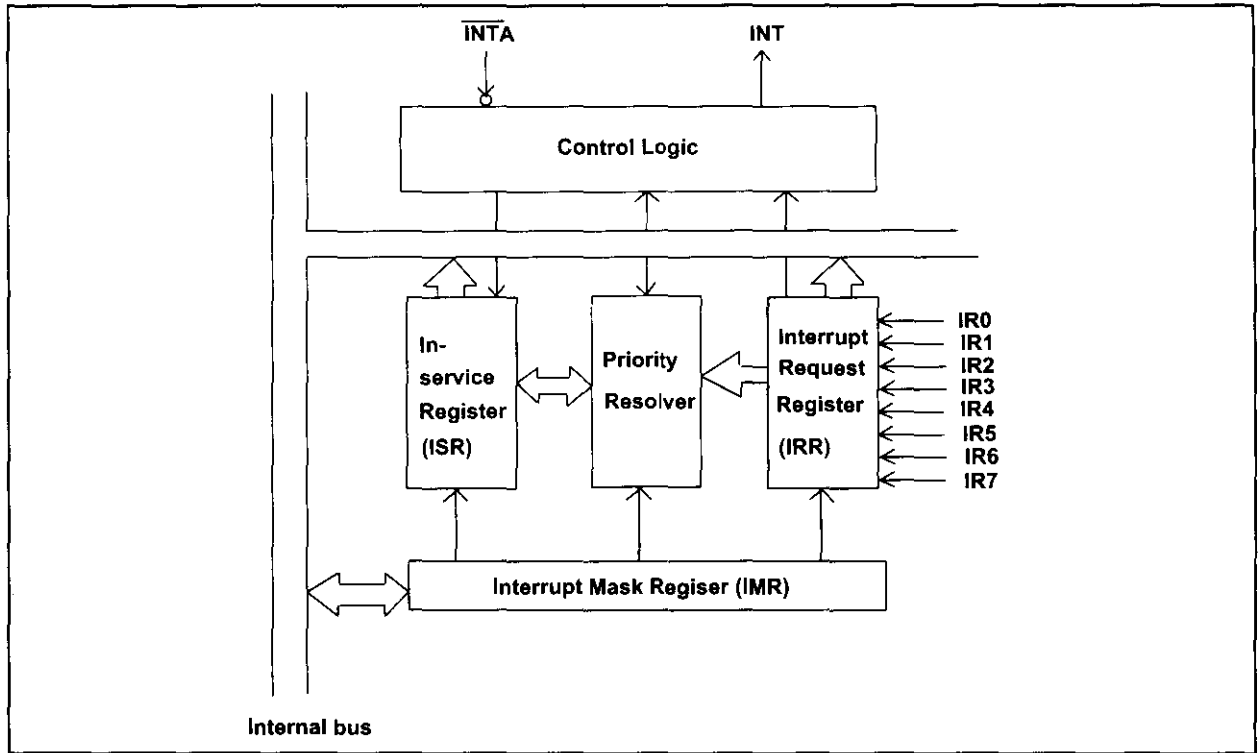 INTA INT
Control Logic
In-
service
Register
(ISR)
Priority
Resolver
Interrupt
Request
Register
(IRR)
IR0
IR1
IR2
IR3
IR4
IR5
IR6
IR7
Interrupt Mask Regiser (IMR)
Internal bus